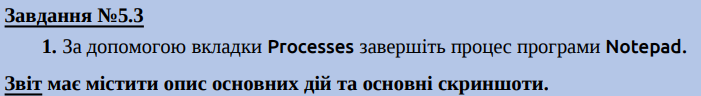 Завдання №5.3
1. За допомогою вкладки Processes завершіть процес програми Notepad.
Звіт має містити опис основних дій та основні скриншоти.